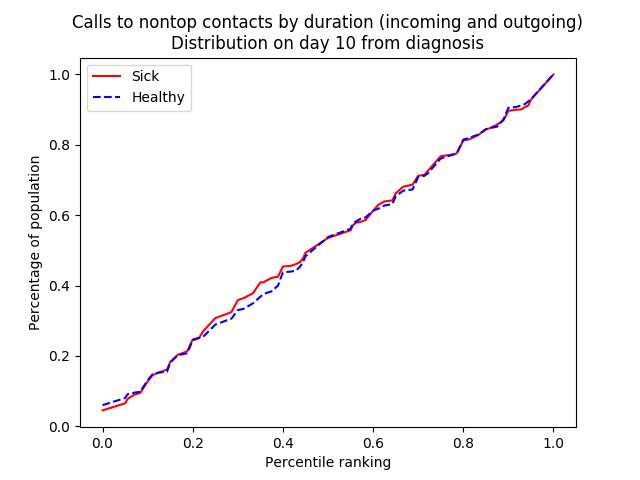 Calls to nontop contacts by duration (incoming and outgoing)
Distribution on day 10 from diagnosis
Sick
Healthy
Percentage of population
1.0
0.8
0.6
0.4
0.2
0.0
0.0 0.2 0.4 0.6 0.8 1.0
Percentile ranking